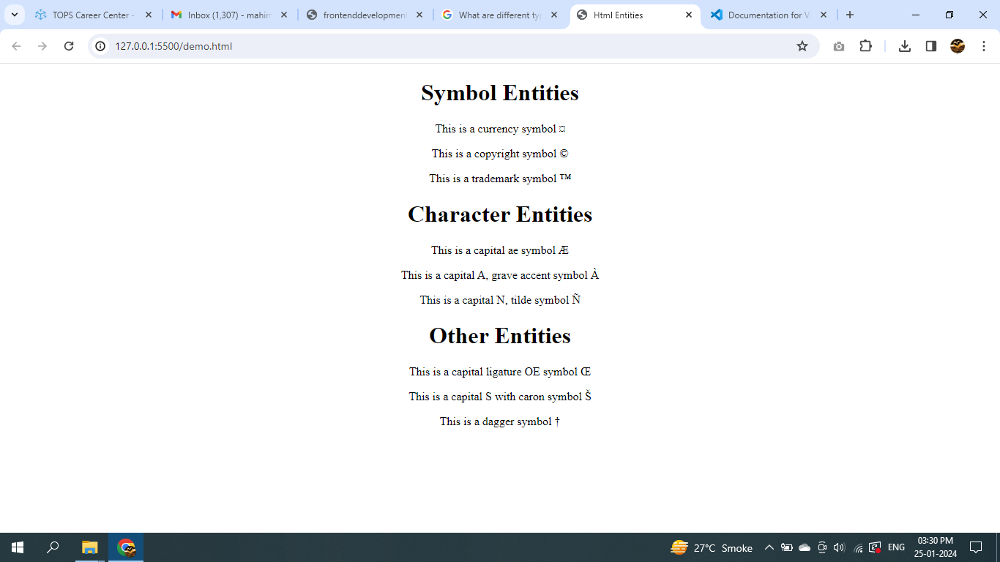 TOPS Career Center -
Inbox (1,307) - mahim
frontenddevelopment
What are different ty
Html Entities
Documentation for V
127.0.0.1:5500/demo.html
Symbol Entities
This is a currency symbol ¤
This is a copyright symbol ©
This is a trademark symbol ™
Character Entities
This is a capital ae symbol Æ
This is a capital A, grave accent symbol À
This is a capital N, tilde symbol Ñ
Other Entities
This is a capital ligature OE symbol Œ
This is a capital S with caron symbol Š
This is a dagger symbol †
27°C Smoke
ENG
03:30 PM
25-01-2024